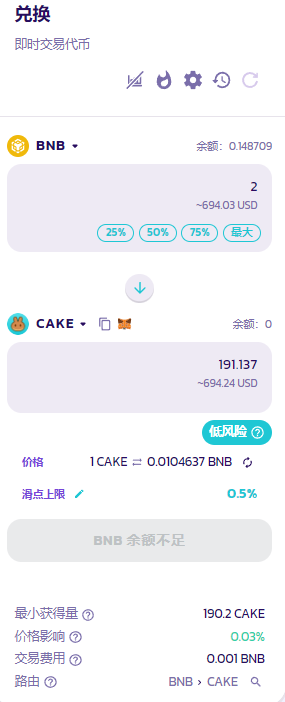 兑换
即时交易代币
BNB 余额：0.148709
2
~694.03 USD
25% 50% 75% 最大
CAKE 余额：0
191.137
~694.24 USD
低风险
价格 1 CAKE ⇄ 0.0104637 BNB
滑点上限 0.5%
BNB 余额不足
最小获得量 190.2 CAKE
价格影响 0.03%
交易费用 0.001 BNB
路由 BNB › CAKE